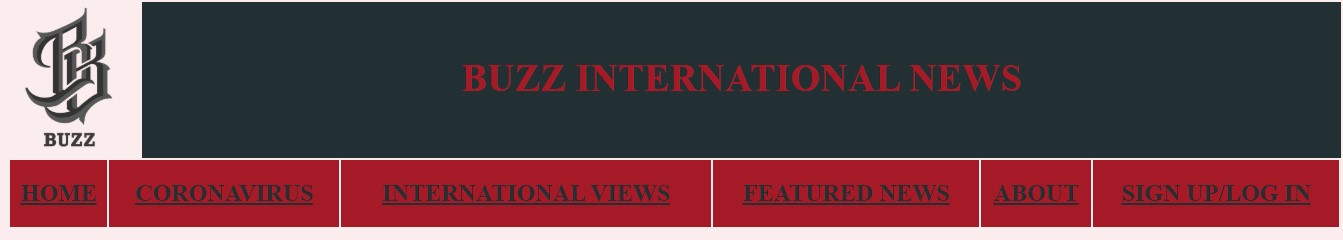 BUZZ
BUZZ INTERNATIONAL NEWS
HOME CORONAVIRUS INTERNATIONAL VIEWS FEATURED NEWS ABOUT SIGN UP/LOG IN